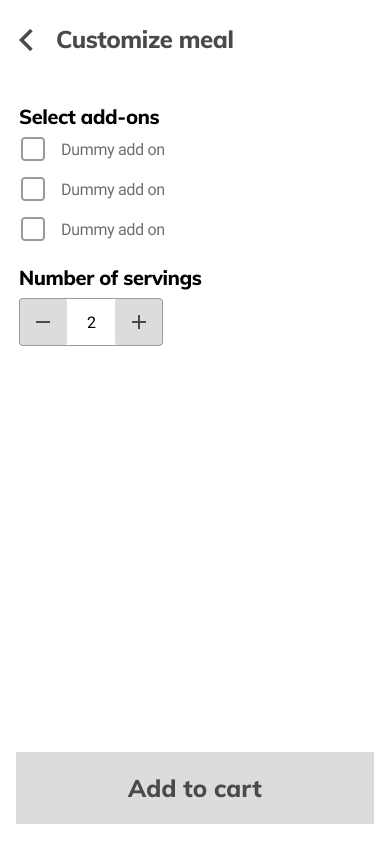 Customize meal
Select add-ons
Dummy add on
Dummy add on
Dummy add on
Number of servings
− 2 +
Add to cart